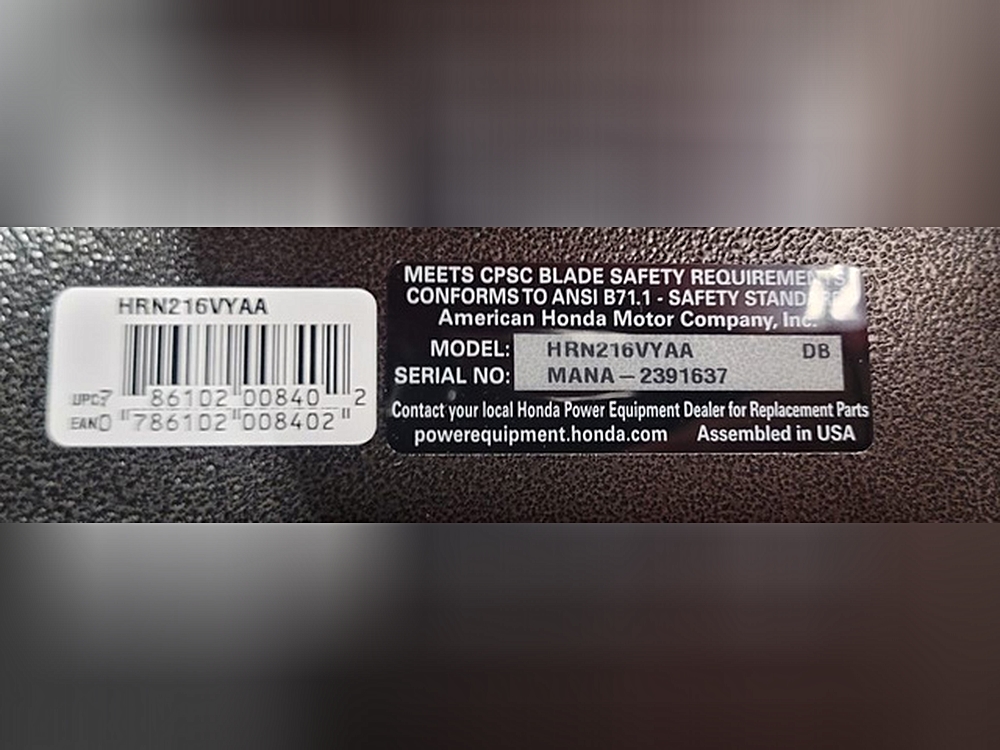 HRN216VYAA
UPC 7 86102 00840 2
EAN 0 786102 008402
MEETS CPSC BLADE SAFETY REQUIREMENTS
CONFORMS TO ANSI B71.1 - SAFETY STANDARD
American Honda Motor Company, Inc.
MODEL: HRN216VYAA DB
SERIAL NO: MANA-2391637
Contact your local Honda Power Equipment Dealer for Replacement Parts
powerequipment.honda.com Assembled in USA